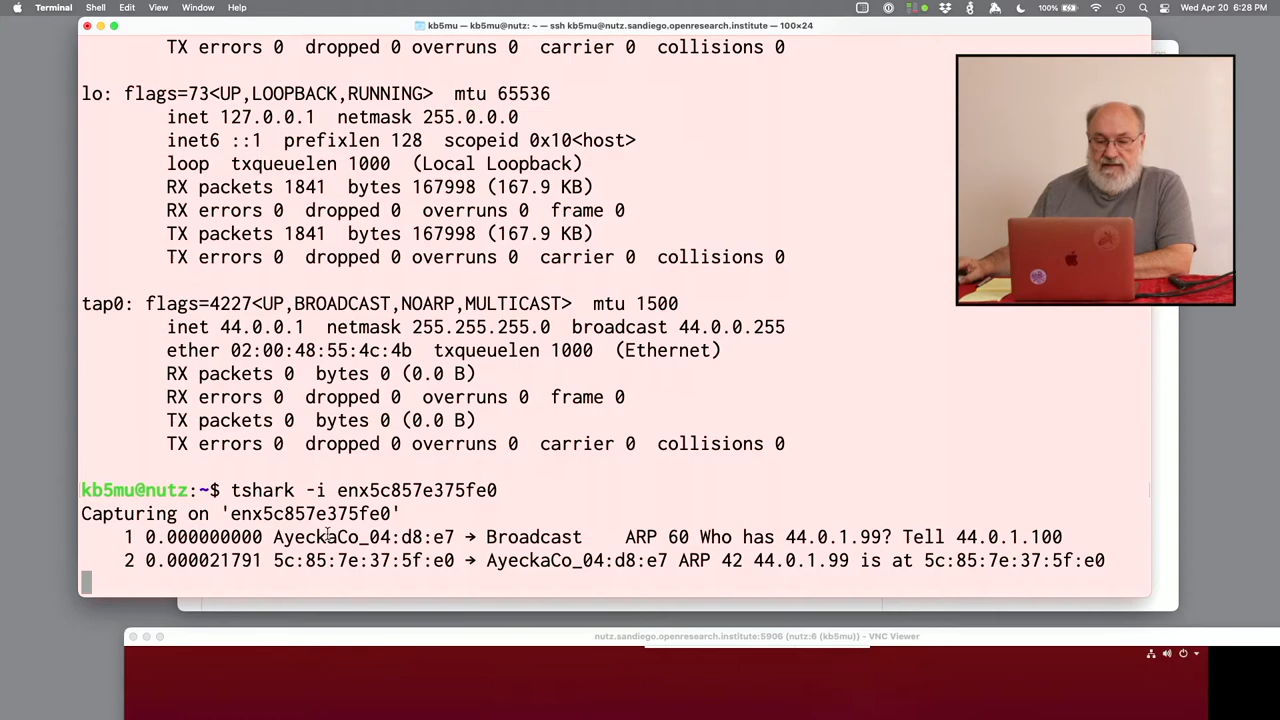 Terminal Shell Edit View Window Help 100% Wed Apr 20 6:28 PM
kb5mu — kb5mu@nutz: ~ — ssh kb5mu@nutz.sandiego.openresearch.institute — 100×24
TX errors 0 dropped 0 overruns 0 carrier 0 collisions 0
lo: flags=73<UP,LOOPBACK,RUNNING> mtu 65536
inet 127.0.0.1 netmask 255.0.0.0
inet6 ::1 prefixlen 128 scopeid 0x10<host>
loop txqueuelen 1000 (Local Loopback)
RX packets 1841 bytes 167998 (167.9 KB)
RX errors 0 dropped 0 overruns 0 frame 0
TX packets 1841 bytes 167998 (167.9 KB)
TX errors 0 dropped 0 overruns 0 carrier 0 collisions 0
tap0: flags=4227<UP,BROADCAST,NOARP,MULTICAST> mtu 1500
inet 44.0.0.1 netmask 255.255.255.0 broadcast 44.0.0.255
ether 02:00:48:55:4c:4b txqueuelen 1000 (Ethernet)
RX packets 0 bytes 0 (0.0 B)
RX errors 0 dropped 0 overruns 0 frame 0
TX packets 0 bytes 0 (0.0 B)
TX errors 0 dropped 0 overruns 0 carrier 0 collisions 0
kb5mu@nutz:~$ tshark -i enx5c857e375fe0
Capturing on 'enx5c857e375fe0'
1 0.000000000 AyeckaCo_04:d8:e7 → Broadcast ARP 60 Who has 44.0.1.99? Tell 44.0.1.100
2 0.000021791 5c:85:7e:37:5f:e0 → AyeckaCo_04:d8:e7 ARP 42 44.0.1.99 is at 5c:85:7e:37:5f:e0
nutz.sandiego.openresearch.institute:5906 (nutz:6 (kb5mu)) - VNC Viewer